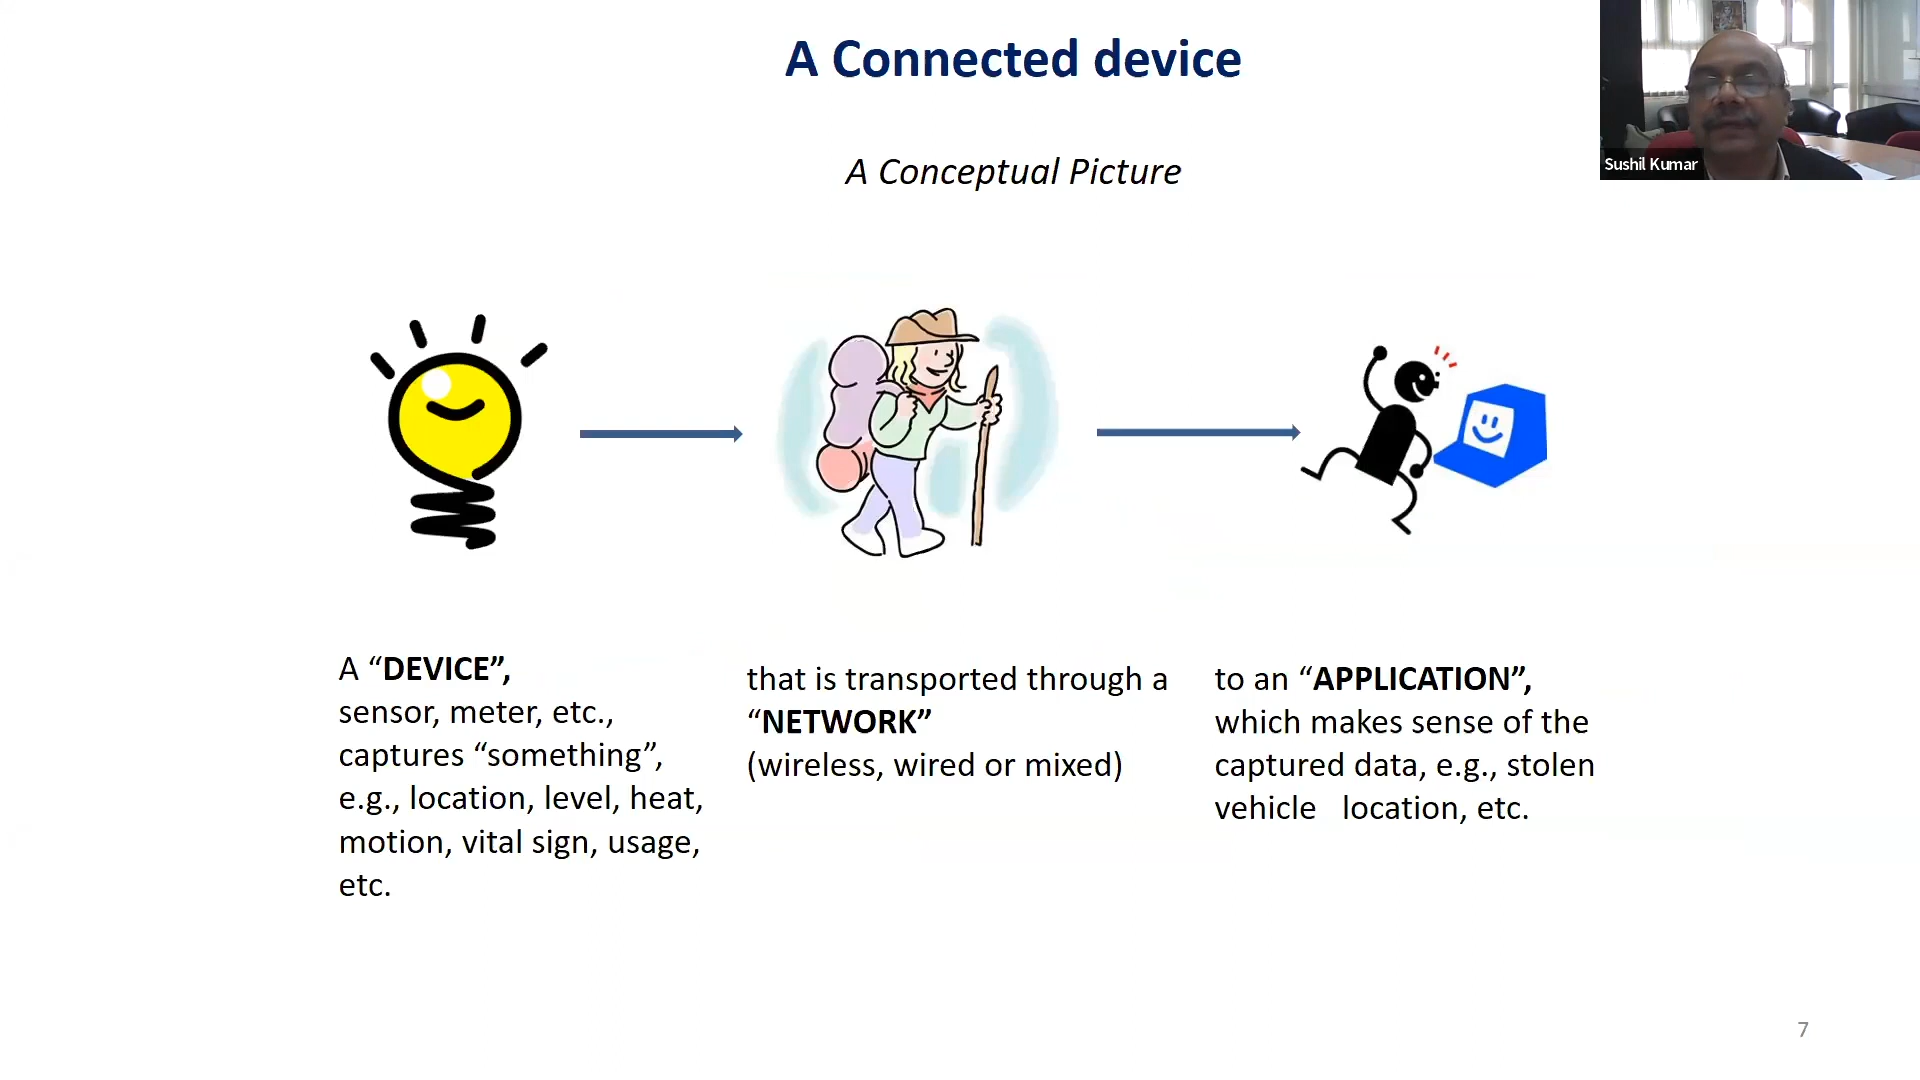 A Connected device
A Conceptual Picture
Sushil Kumar
A “DEVICE”,
sensor, meter, etc.,
captures “something”,
e.g., location, level, heat,
motion, vital sign, usage,
etc.
that is transported through a
“NETWORK”
(wireless, wired or mixed)
to an “APPLICATION”,
which makes sense of the
captured data, e.g., stolen
vehicle location, etc.
7